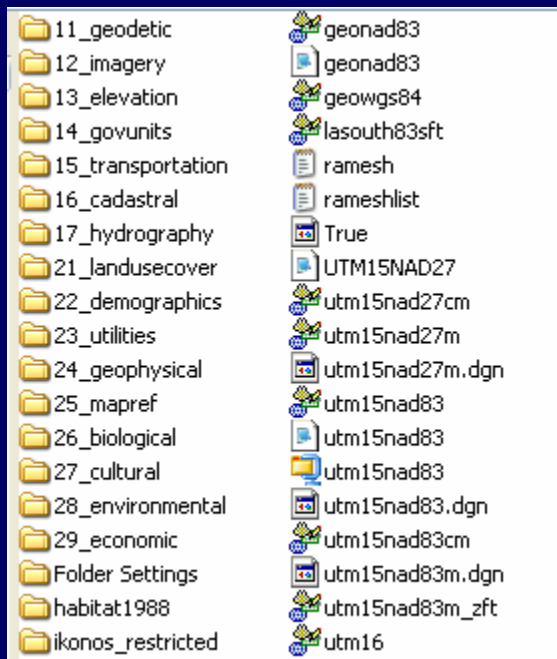 11_geodetic
12_imagery
13_elevation
14_govunits
15_transportation
16_cadastral
17_hydrography
21_landusecover
22_demographics
23_utilities
24_geophysical
25_mapref
26_biological
27_cultural
28_environmental
29_economic
Folder Settings
habitat1988
ikonos_restricted
geonad83
geonad83
geowgs84
lasouth83sft
ramesh
rameshlist
True
UTM15NAD27
utm15nad27cm
utm15nad27m
utm15nad27m.dgn
utm15nad83
utm15nad83
utm15nad83
utm15nad83.dgn
utm15nad83cm
utm15nad83m.dgn
utm15nad83m_zft
utm16